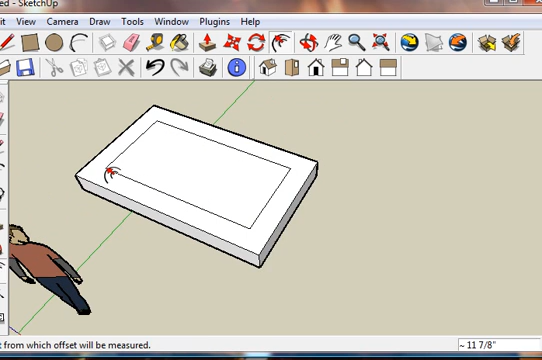 ed - SketchUp
it View Camera Draw Tools Window Plugins Help
t from which offset will be measured.
~ 11 7/8"